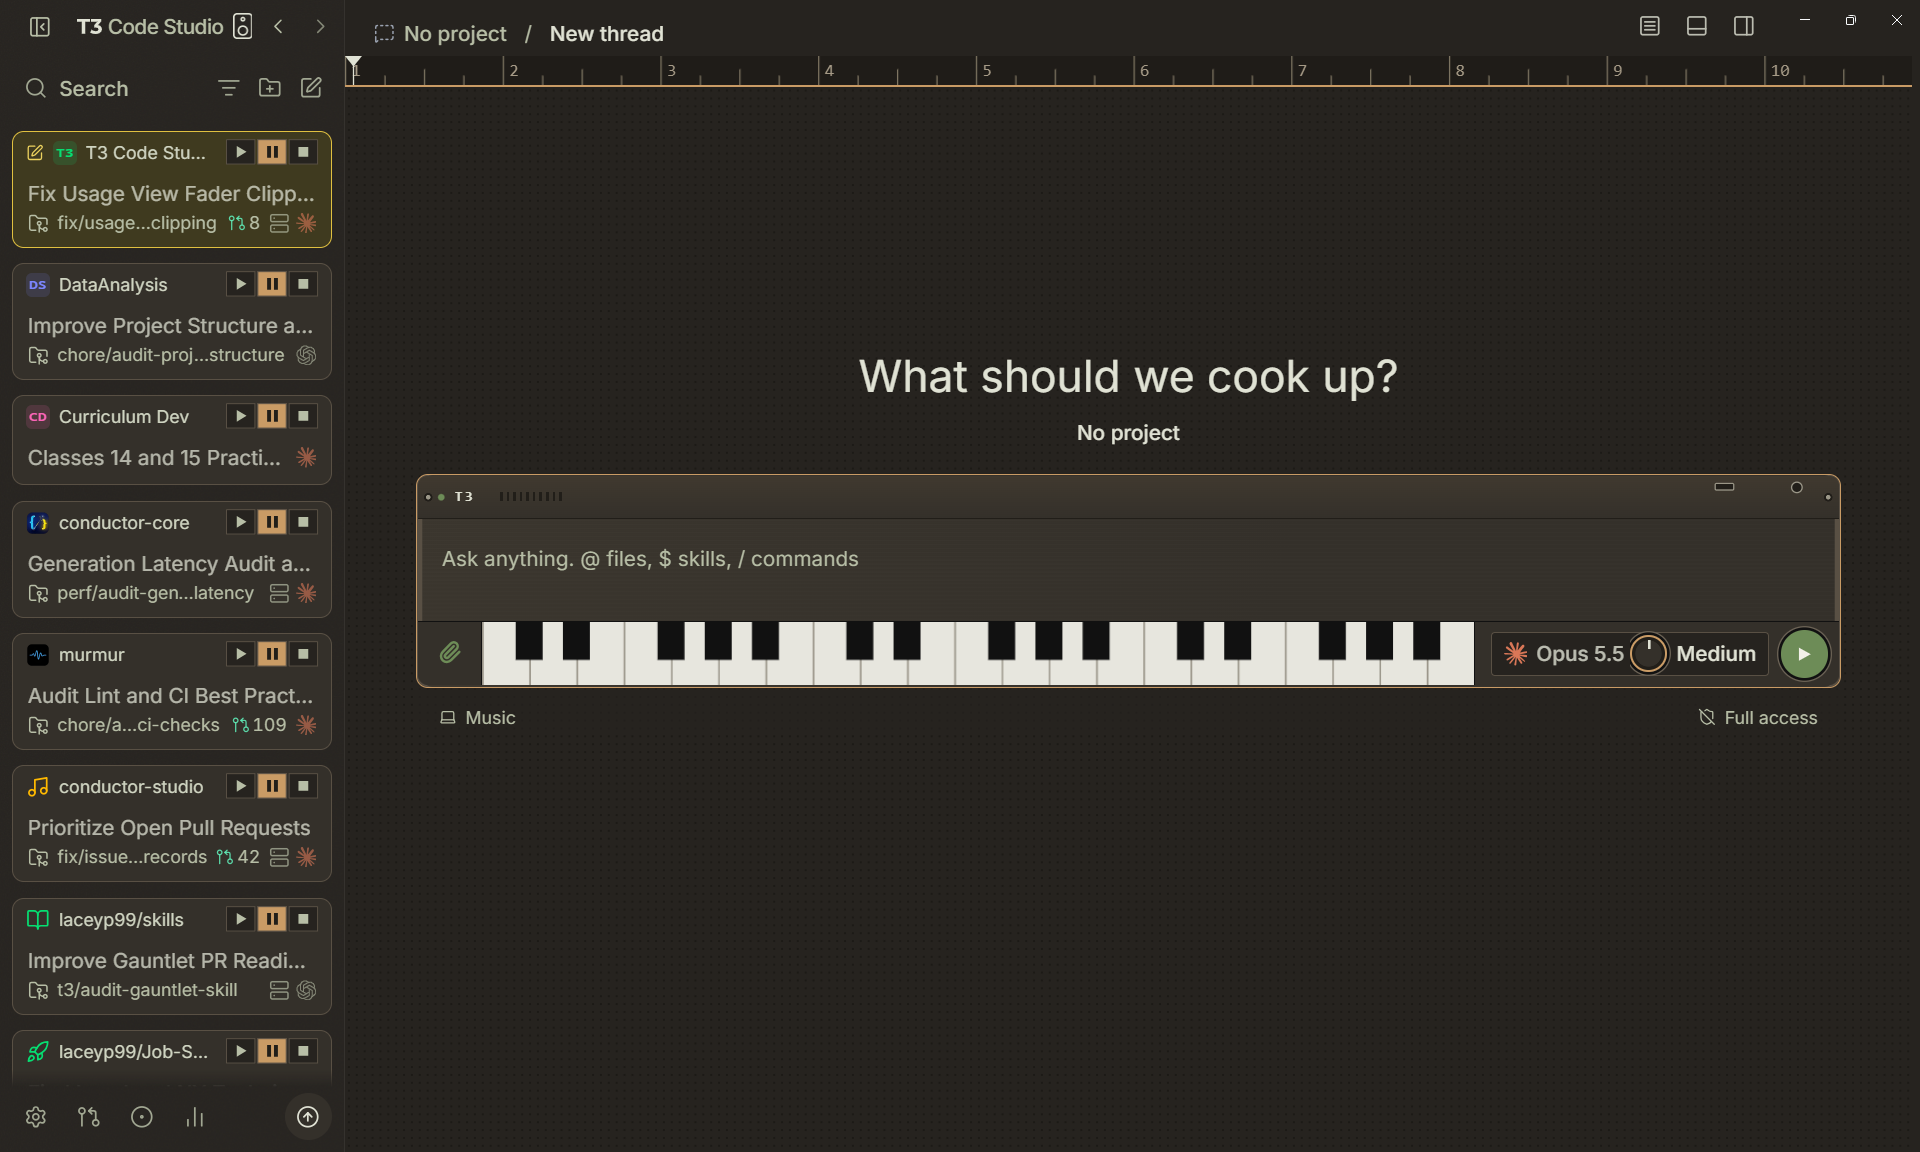 T3 Code Studio
Search
T3 T3 Code Stu...
Fix Usage View Fader Clipp...
fix/usage...clipping 8
DS DataAnalysis
Improve Project Structure a...
chore/audit-proj...structure
CD Curriculum Dev
Classes 14 and 15 Practi...
conductor-core
Generation Latency Audit a...
perf/audit-gen...latency
murmur
Audit Lint and CI Best Pract...
chore/a...ci-checks 109
conductor-studio
Prioritize Open Pull Requests
fix/issue...records 42
laceyp99/skills
Improve Gauntlet PR Readi...
t3/audit-gauntlet-skill
laceyp99/Job-S...
No project / New thread
1 2 3 4 5 6 7 8 9 10
What should we cook up?
No project
T3
Ask anything. @ files, $ skills, / commands
Opus 5.5 Medium
Music
Full access